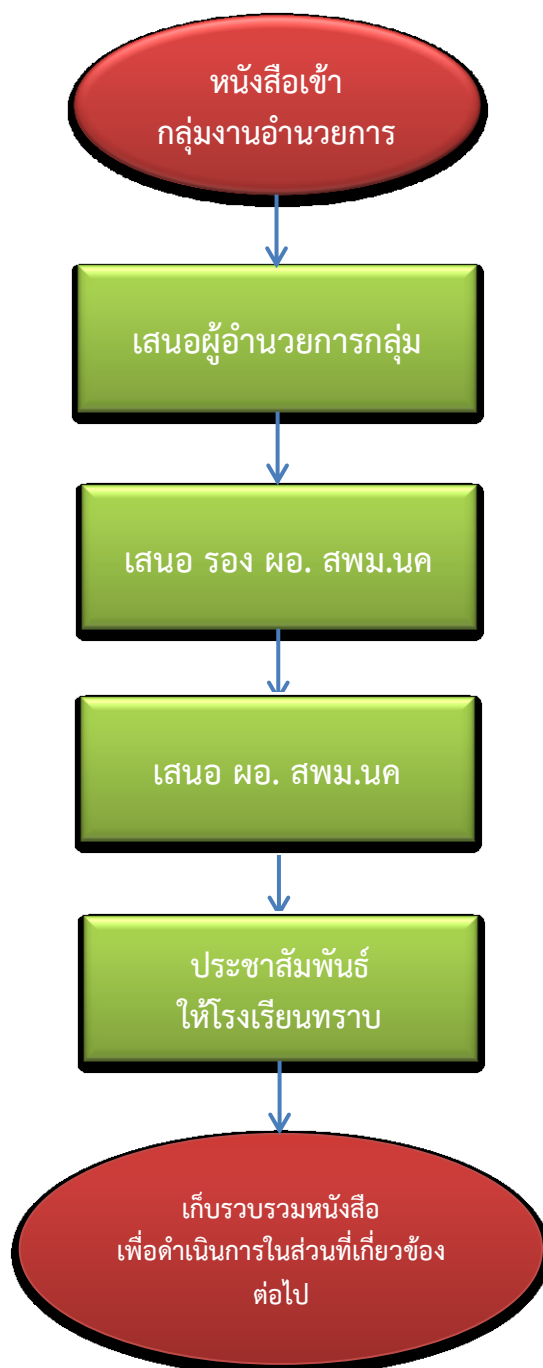 หนังสือเข้า
กลุ่มงานอำนวยการ
เสนอผู้อำนวยการกลุ่ม
เสนอ รอง ผอ. สพม.นค
เสนอ ผอ. สพม.นค
ประชาสัมพันธ์
ให้โรงเรียนทราบ
เก็บรวบรวมหนังสือ
เพื่อดำเนินการในส่วนที่เกี่ยวข้อง
ต่อไป